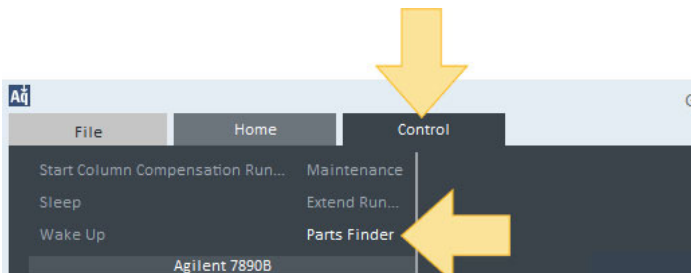 Aq
File Home Control
Start Column Compensation Run... Maintenance
Sleep Extend Run...
Wake Up Parts Finder
Agilent 7890B